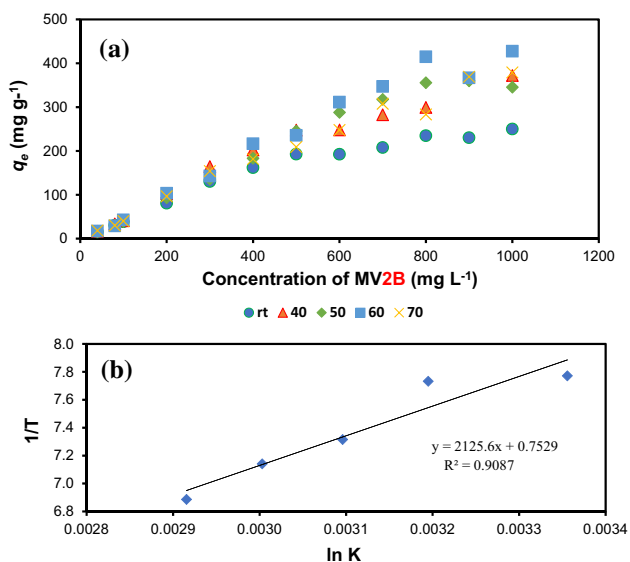 (a)
500
400
300
200
100
0
qe (mg g-1)
0 200 400 600 800 1000 1200
Concentration of MV2B (mg L-1)
rt 40 50 60 70
(b)
8.0
7.8
7.6
7.4
7.2
7.0
6.8
1/T
y = 2125.6x + 0.7529
R² = 0.9087
0.0028 0.0029 0.0030 0.0031 0.0032 0.0033 0.0034
ln K